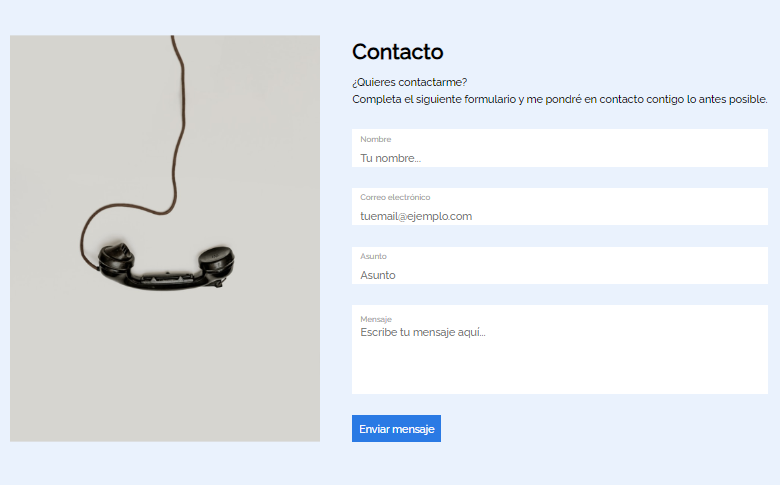 Contacto
¿Quieres contactarme?
Completa el siguiente formulario y me pondré en contacto contigo lo antes posible.
Nombre
Tu nombre...
Correo electrónico
tuemail@ejemplo.com
Asunto
Asunto
Mensaje
Escribe tu mensaje aquí...
Enviar mensaje